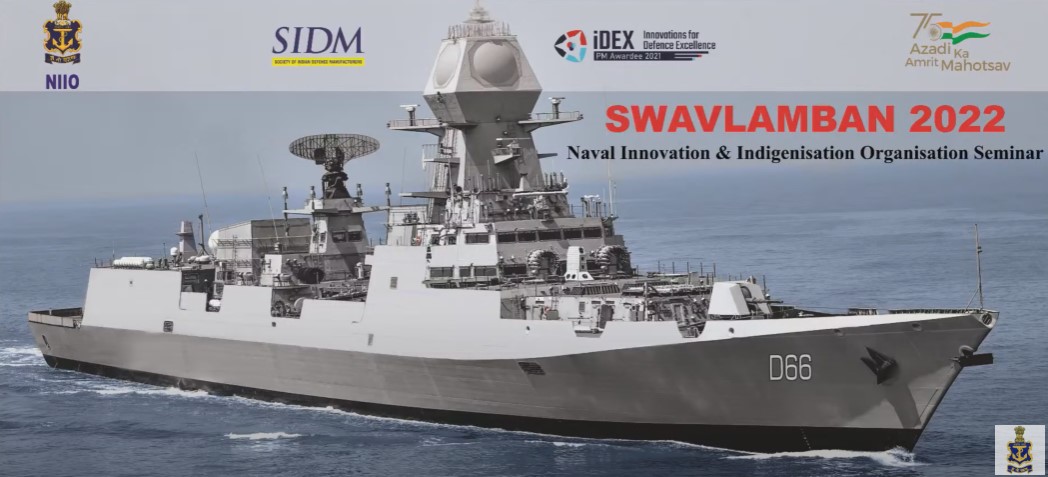 NIIO
SIDM
SOCIETY OF INDIAN DEFENCE MANUFACTURERS
iDEX
Innovations for
Defence Excellence
PM Awardee 2021
75
Azadi
Ka
Amrit
Mahotsav
SWAVLAMBAN 2022
Naval Innovation & Indigenisation Organisation Seminar
D66